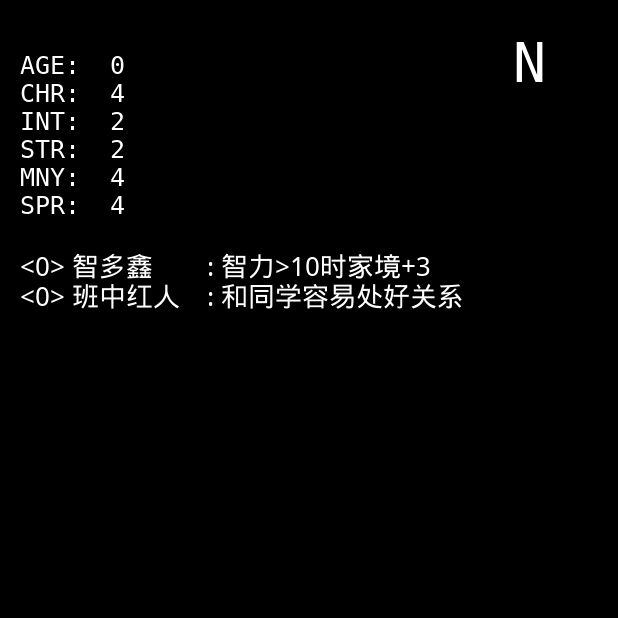 N
AGE: 0
CHR: 4
INT: 2
STR: 2
MNY: 4
SPR: 4
<0> 智多鑫 : 智力>10时家境+3
<0> 班中红人 : 和同学容易处好关系